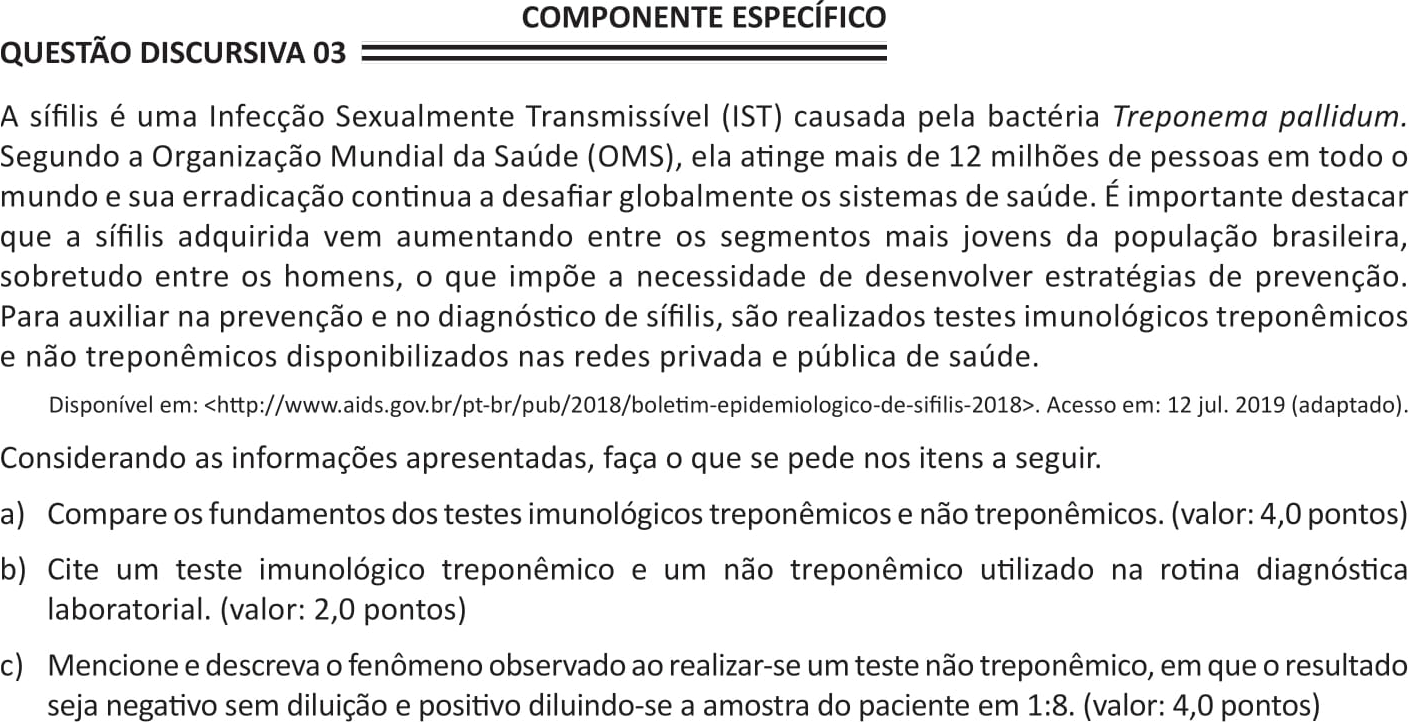 COMPONENTE ESPECÍFICO
QUESTÃO DISCURSIVA 03
A sífilis é uma Infecção Sexualmente Transmissível (IST) causada pela bactéria Treponema pallidum.
Segundo a Organização Mundial da Saúde (OMS), ela atinge mais de 12 milhões de pessoas em todo o
mundo e sua erradicação continua a desafiar globalmente os sistemas de saúde. É importante destacar
que a sífilis adquirida vem aumentando entre os segmentos mais jovens da população brasileira,
sobretudo entre os homens, o que impõe a necessidade de desenvolver estratégias de prevenção.
Para auxiliar na prevenção e no diagnóstico de sífilis, são realizados testes imunológicos treponêmicos
e não treponêmicos disponibilizados nas redes privada e pública de saúde.
Disponível em: <http://www.aids.gov.br/pt-br/pub/2018/boletim-epidemiologico-de-sifilis-2018>. Acesso em: 12 jul. 2019 (adaptado).
Considerando as informações apresentadas, faça o que se pede nos itens a seguir.
a) Compare os fundamentos dos testes imunológicos treponêmicos e não treponêmicos. (valor: 4,0 pontos)
b) Cite um teste imunológico treponêmico e um não treponêmico utilizado na rotina diagnóstica
laboratorial. (valor: 2,0 pontos)
c) Mencione e descreva o fenômeno observado ao realizar-se um teste não treponêmico, em que o resultado
seja negativo sem diluição e positivo diluindo-se a amostra do paciente em 1:8. (valor: 4,0 pontos)